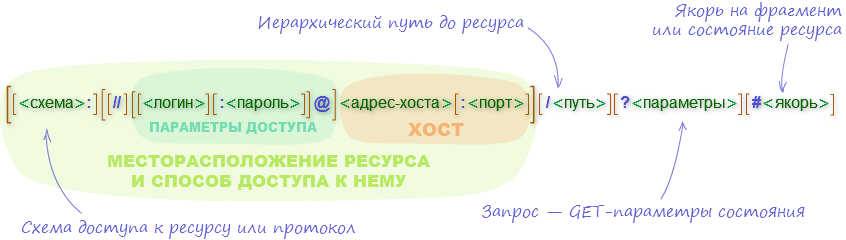 Иерархический путь до ресурса
Якорь на фрагмент
или состояние ресурса
[[<схема>:][[//][[<логин>][:<пароль>]@]<адрес-хоста>[:<порт>]][/<путь>][?<параметры>][#<якорь>]
ПАРАМЕТРЫ ДОСТУПА
ХОСТ
МЕСТОРАСПОЛОЖЕНИЕ РЕСУРСА
И СПОСОБ ДОСТУПА К НЕМУ
Схема доступа к ресурсу или протокол
Запрос — GET-параметры состояния